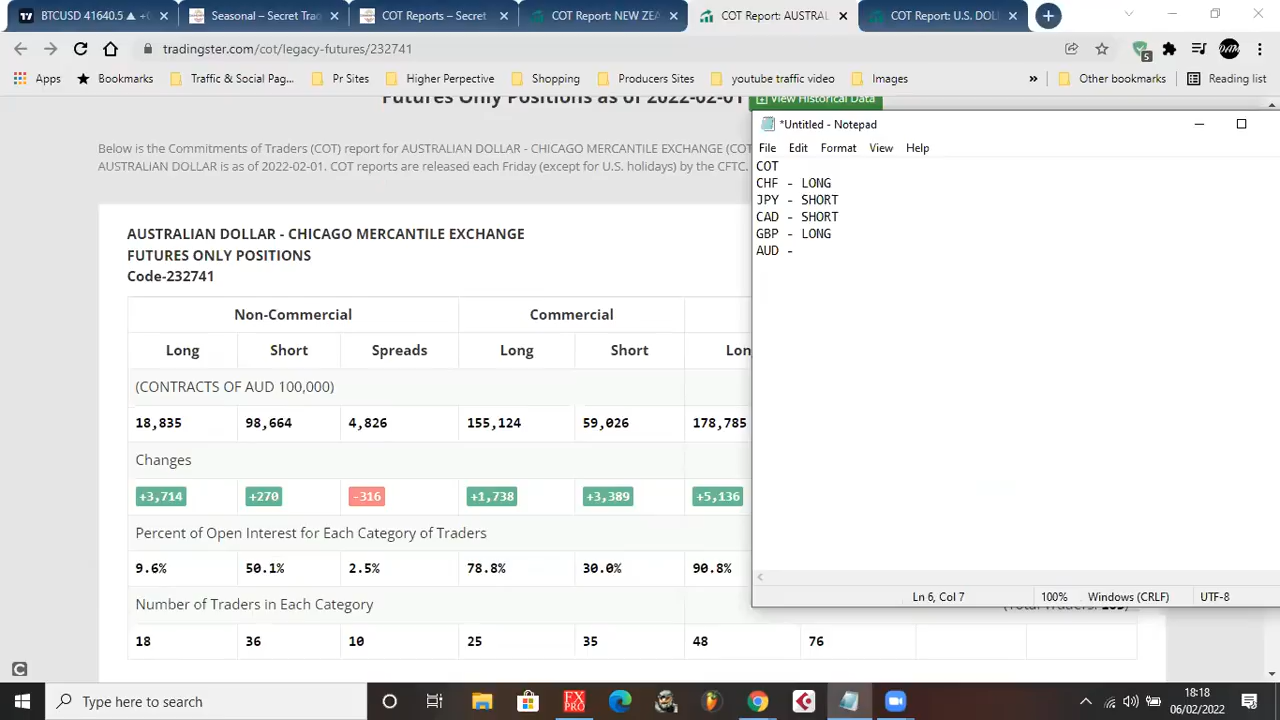 BTCUSD 41640.5 ▲ +
Seasonal – Secret Tra
COT Reports – Secret
COT Report: NEW ZEA
COT Report: AUSTRAL
COT Report: U.S. DOL
tradingster.com/cot/legacy-futures/232741
5
Apps
Bookmarks
Traffic & Social Pag...
Pr Sites
Higher Perpective
Shopping
Producers Sites
youtube traffic video
Images
»
Other bookmarks
Reading list
Futures Only Positions as of 2022-02-01
View Historical Data
Below is the Commitments of Traders (COT) report for AUSTRALIAN DOLLAR - CHICAGO MERCANTILE EXCHANGE (COT
AUSTRALIAN DOLLAR is as of 2022-02-01. COT reports are released each Friday (except for U.S. holidays) by the CFTC.
*Untitled - Notepad
File Edit Format View Help
COT
CHF - LONG
JPY - SHORT
CAD - SHORT
GBP - LONG
AUD -
AUSTRALIAN DOLLAR - CHICAGO MERCANTILE EXCHANGE
FUTURES ONLY POSITIONS
Code-232741
Non-Commercial Commercial
Long Short Spreads Long Short Lon
(CONTRACTS OF AUD 100,000)
18,835 98,664 4,826 155,124 59,026 178,785
Changes
+3,714 +270 -316 +1,738 +3,389 +5,136
Percent of Open Interest for Each Category of Traders
9.6% 50.1% 2.5% 78.8% 30.0% 90.8%
Number of Traders in Each Category
18 36 10 25 35 48 76
Ln 6, Col 7 100% Windows (CRLF) UTF-8
Type here to search
FX PRO
18:18
06/02/2022